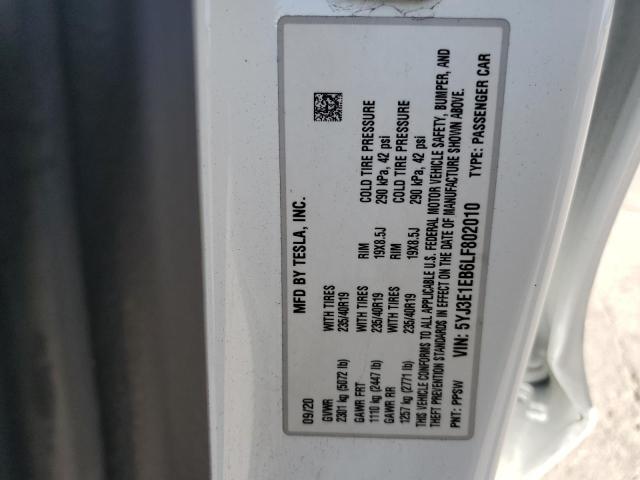 MFD BY TESLA, INC.
09/20
GVWR WITH TIRES RIM COLD TIRE PRESSURE
2301 kg (5072 lb) 235/40R19 19X8.5J 290 kPa, 42 psi
GAWR FRT WITH TIRES RIM COLD TIRE PRESSURE
1110 kg (2447 lb) 235/40R19 19X8.5J 290 kPa, 42 psi
GAWR RR WITH TIRES
1257 kg (2771 lb) 235/40R19
THIS VEHICLE CONFORMS TO ALL APPLICABLE U.S. FEDERAL MOTOR VEHICLE SAFETY, BUMPER, AND
THEFT PREVENTION STANDARDS IN EFFECT ON THE DATE OF MANUFACTURE SHOWN ABOVE.
VIN: 5YJ3E1EB6LF802010 TYPE: PASSENGER CAR
PNT: PPSW